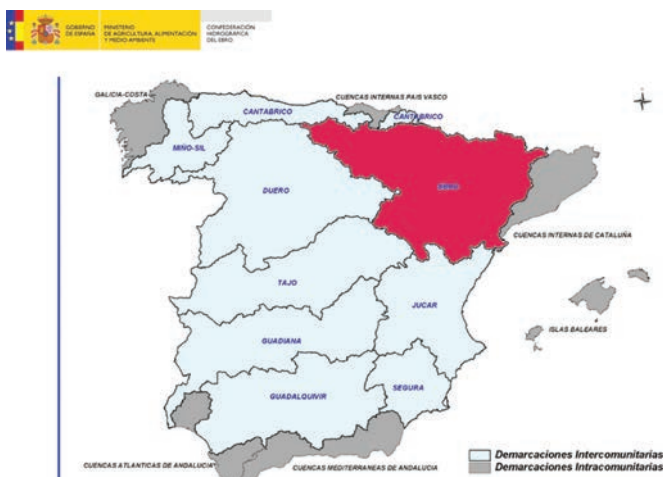 GOBIERNO
DE ESPAÑA
MINISTERIO
DE AGRICULTURA, ALIMENTACIÓN
Y MEDIO AMBIENTE
CONFEDERACIÓN
HIDROGRÁFICA
DEL EBRO
GALICIA-COSTA
CUENCAS INTERNAS PAIS VASCO
CANTABRICO
CANTABRICO
MIÑO-SIL
DUERO
EBRO
CUENCAS INTERNAS DE CATALUÑA
TAJO
JUCAR
ISLAS BALEARES
GUADIANA
SEGURA
GUADALQUIVIR
CUENCAS ATLANTICAS DE ANDALUCIA
CUENCAS MEDITERRANEAS DE ANDALUCIA
Demarcaciones Intercomunitarias
Demarcaciones Intracomunitarias